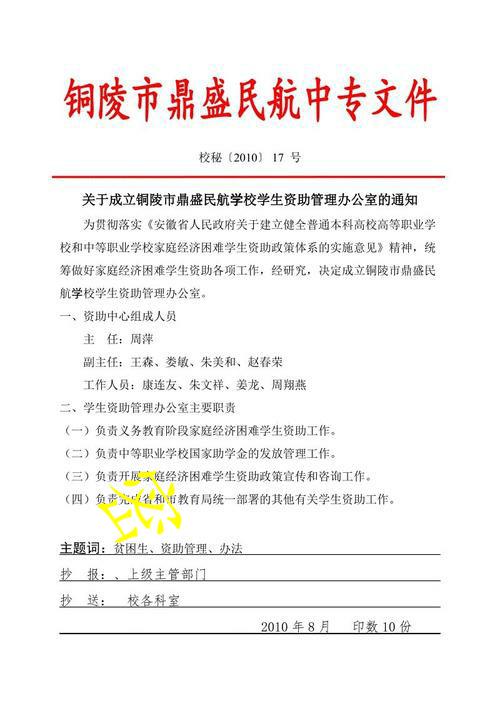 铜陵市鼎盛民航中专文件
校秘〔2010〕 17 号
关于成立铜陵市鼎盛民航学校学生资助管理办公室的通知
为贯彻落实《安徽省人民政府关于建立健全普通本科高校高等职业学
校和中等职业学校家庭经济困难学生资助政策体系的实施意见》精神，统
筹做好家庭经济困难学生资助各项工作，经研究，决定成立铜陵市鼎盛民
航学校学生资助管理办公室。
一、资助中心组成人员
主　任：周萍
副主任：王森、娄敏、朱美和、赵春荣
工作人员：康连友、朱文祥、姜龙、周翔燕
二、学生资助管理办公室主要职责
（一）负责义务教育阶段家庭经济困难学生资助工作。
（二）负责中等职业学校国家助学金的发放管理工作。
（三）负责开展家庭经济困难学生资助政策宣传和咨询工作。
（四）负责完成省和市教育局统一部署的其他有关学生资助工作。
主题词：贫困生、资助管理、办法
抄　报：、上级主管部门
抄　送：　校各科室
2010 年 8 月　印数 10 份